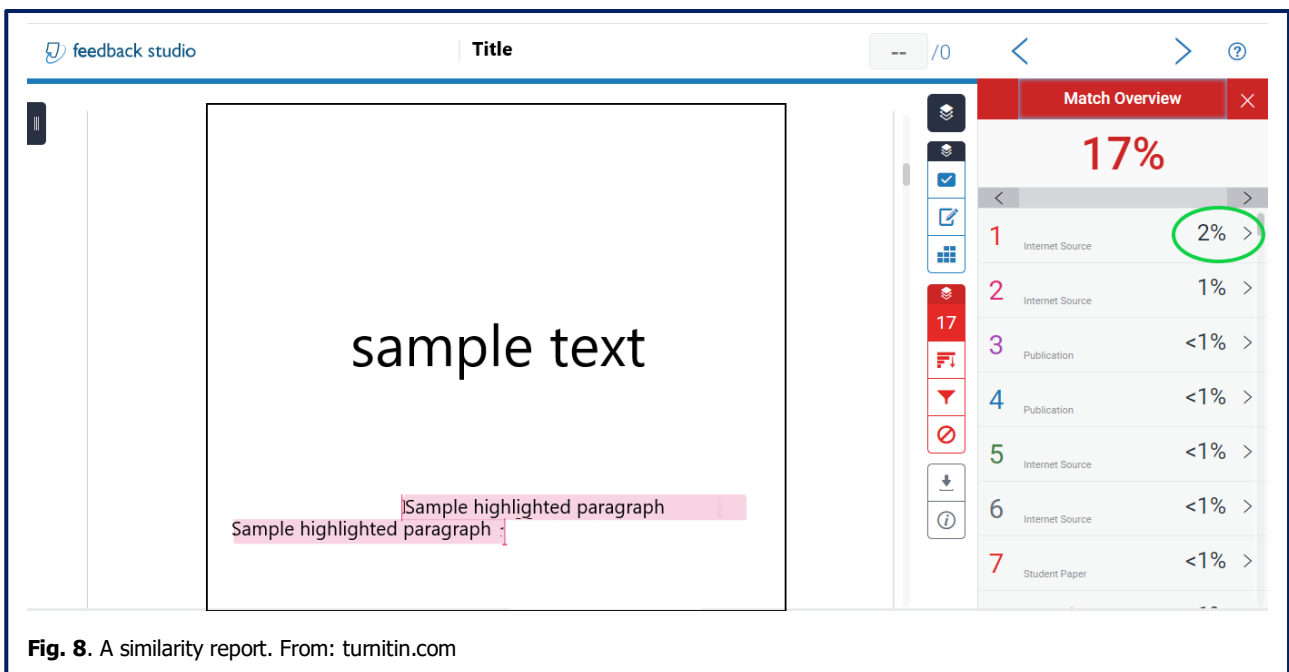 feedback studio
Title
-- /0
Match Overview
17%
1 Internet Source 2%
2 Internet Source 1%
3 Publication <1%
4 Publication <1%
5 Internet Source <1%
6 Internet Source <1%
7 Student Paper <1%
17
sample text
Sample highlighted paragraph
Sample highlighted paragraph
Fig. 8. A similarity report. From: turnitin.com